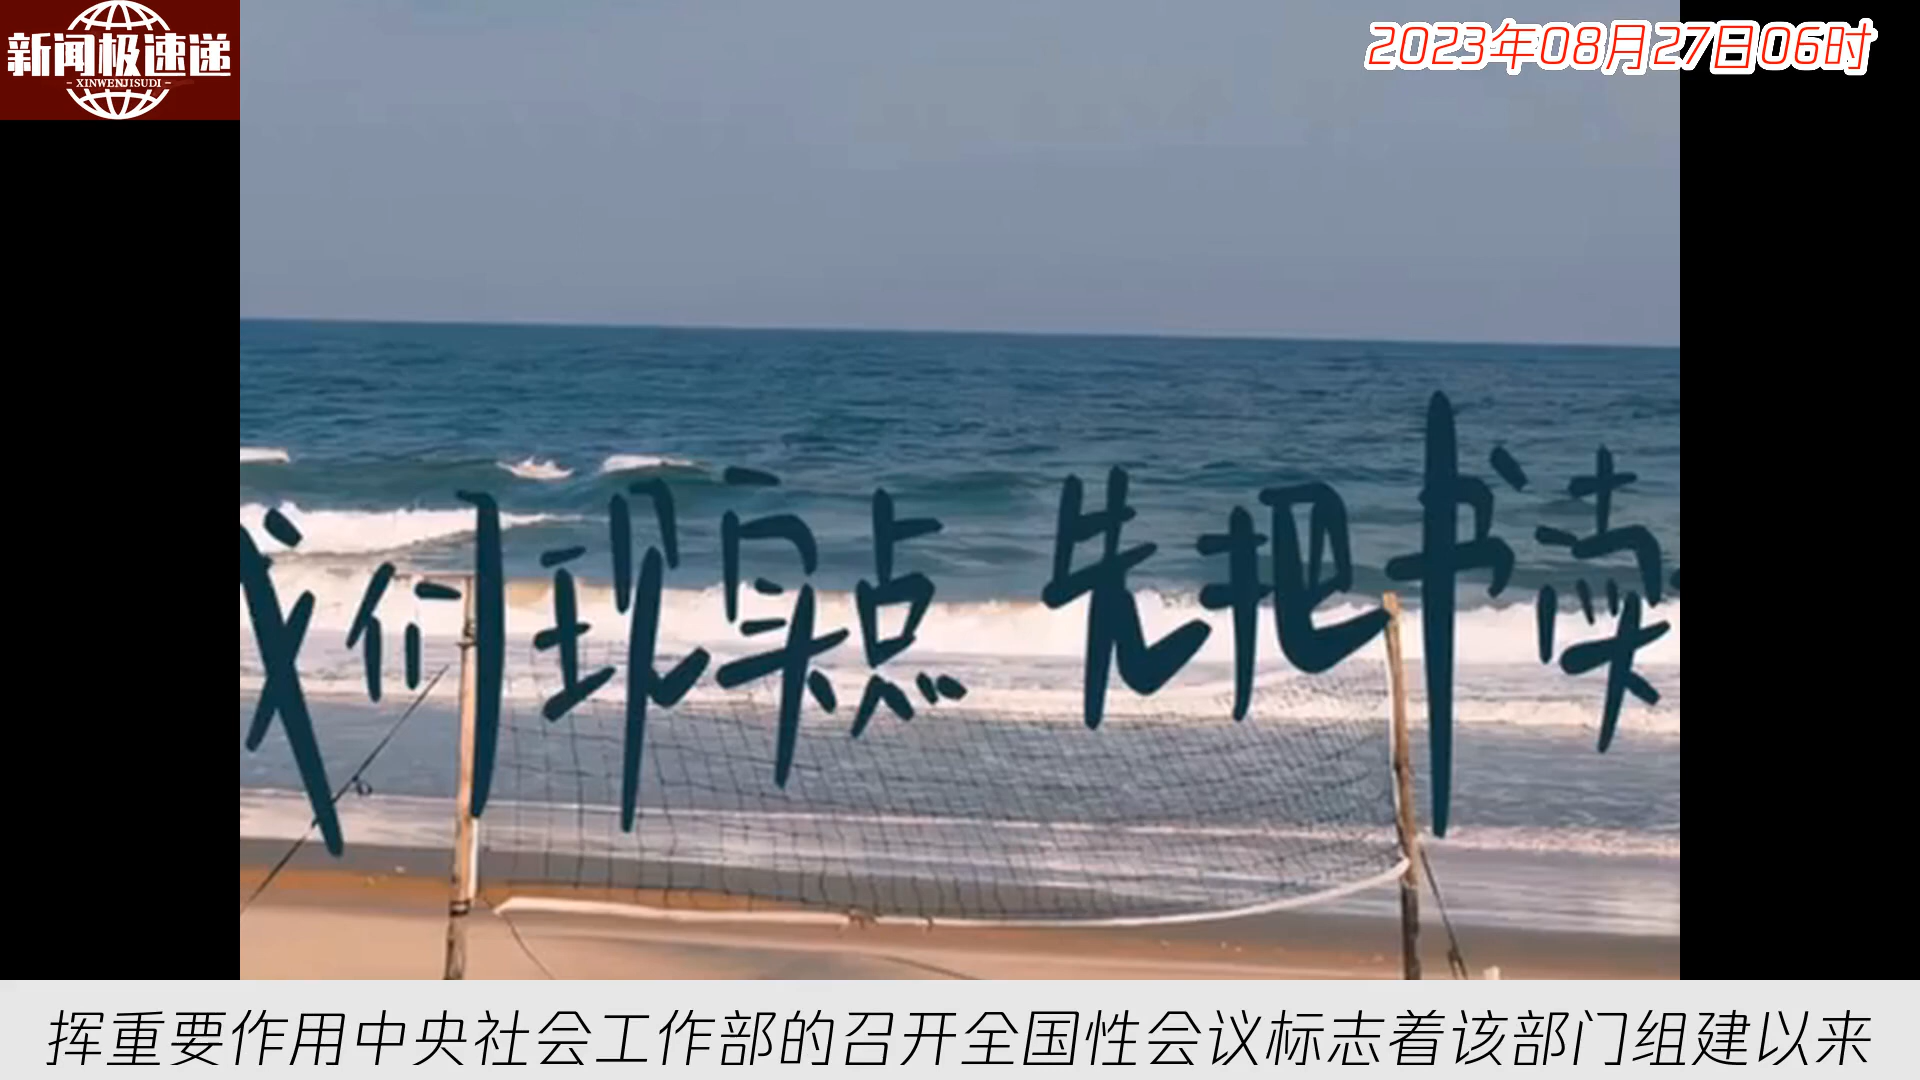 新闻极速递
XINWENJISUDI
2023年08月27日06时
我们现实点 先把书读
挥重要作用中央社会工作部的召开全国性会议标志着该部门组建以来